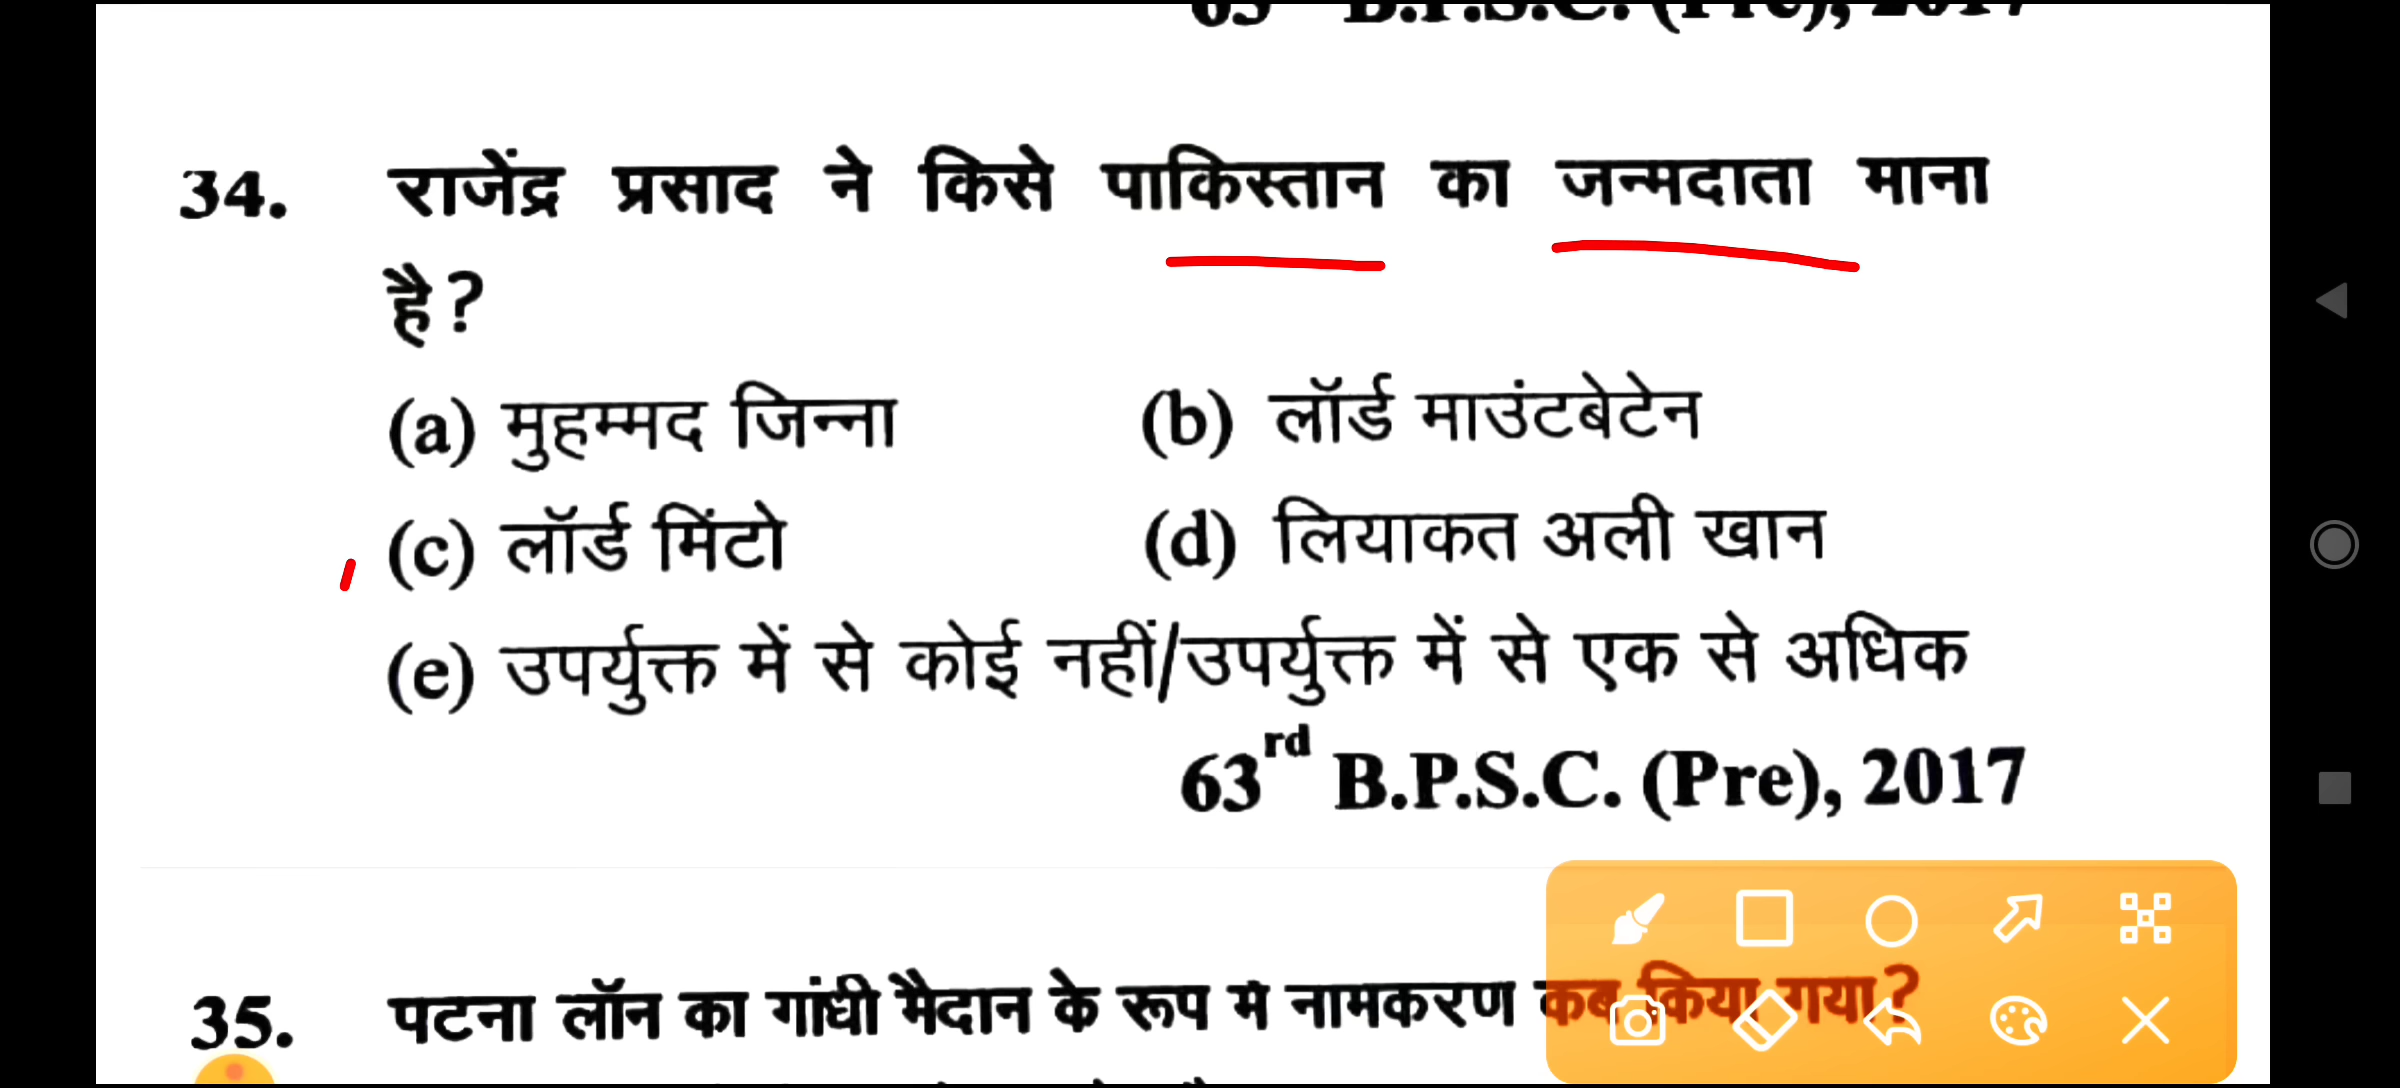 34. राजेंद्र प्रसाद ने किसे पाकिस्तान का जन्मदाता माना
है?
(a) मुहम्मद जिन्ना (b) लॉर्ड माउंटबेटेन
(c) लॉर्ड मिंटो (d) लियाकत अली खान
(e) उपर्युक्त में से कोई नहीं/उपर्युक्त में से एक से अधिक
63rd B.P.S.C. (Pre), 2017
35. पटना लॉन का गांधी मैदान के रूप मे नामकरण कब किया गया?